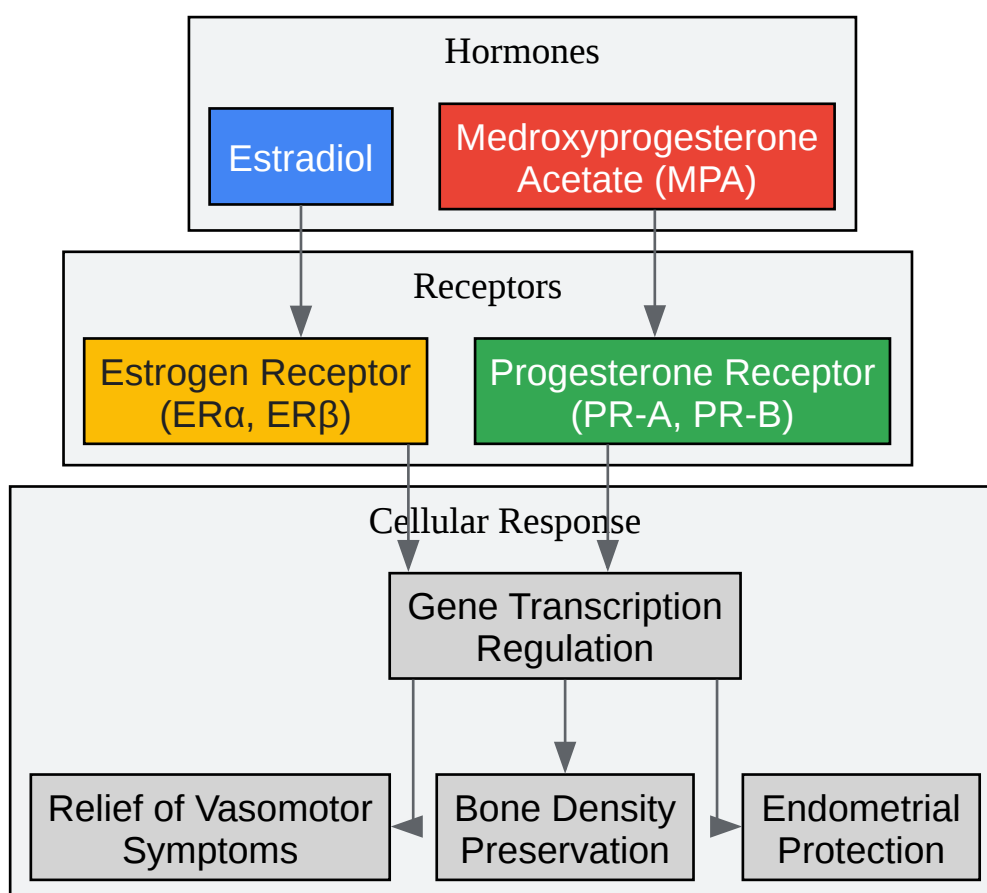 Hormones
Estradiol
Medroxyprogesterone
Acetate (MPA)
Receptors
Estrogen Receptor
(ERα, ERβ)
Progesterone Receptor
(PR-A, PR-B)
Cellular Response
Gene Transcription
Regulation
Relief of Vasomotor
Symptoms
Bone Density
Preservation
Endometrial
Protection